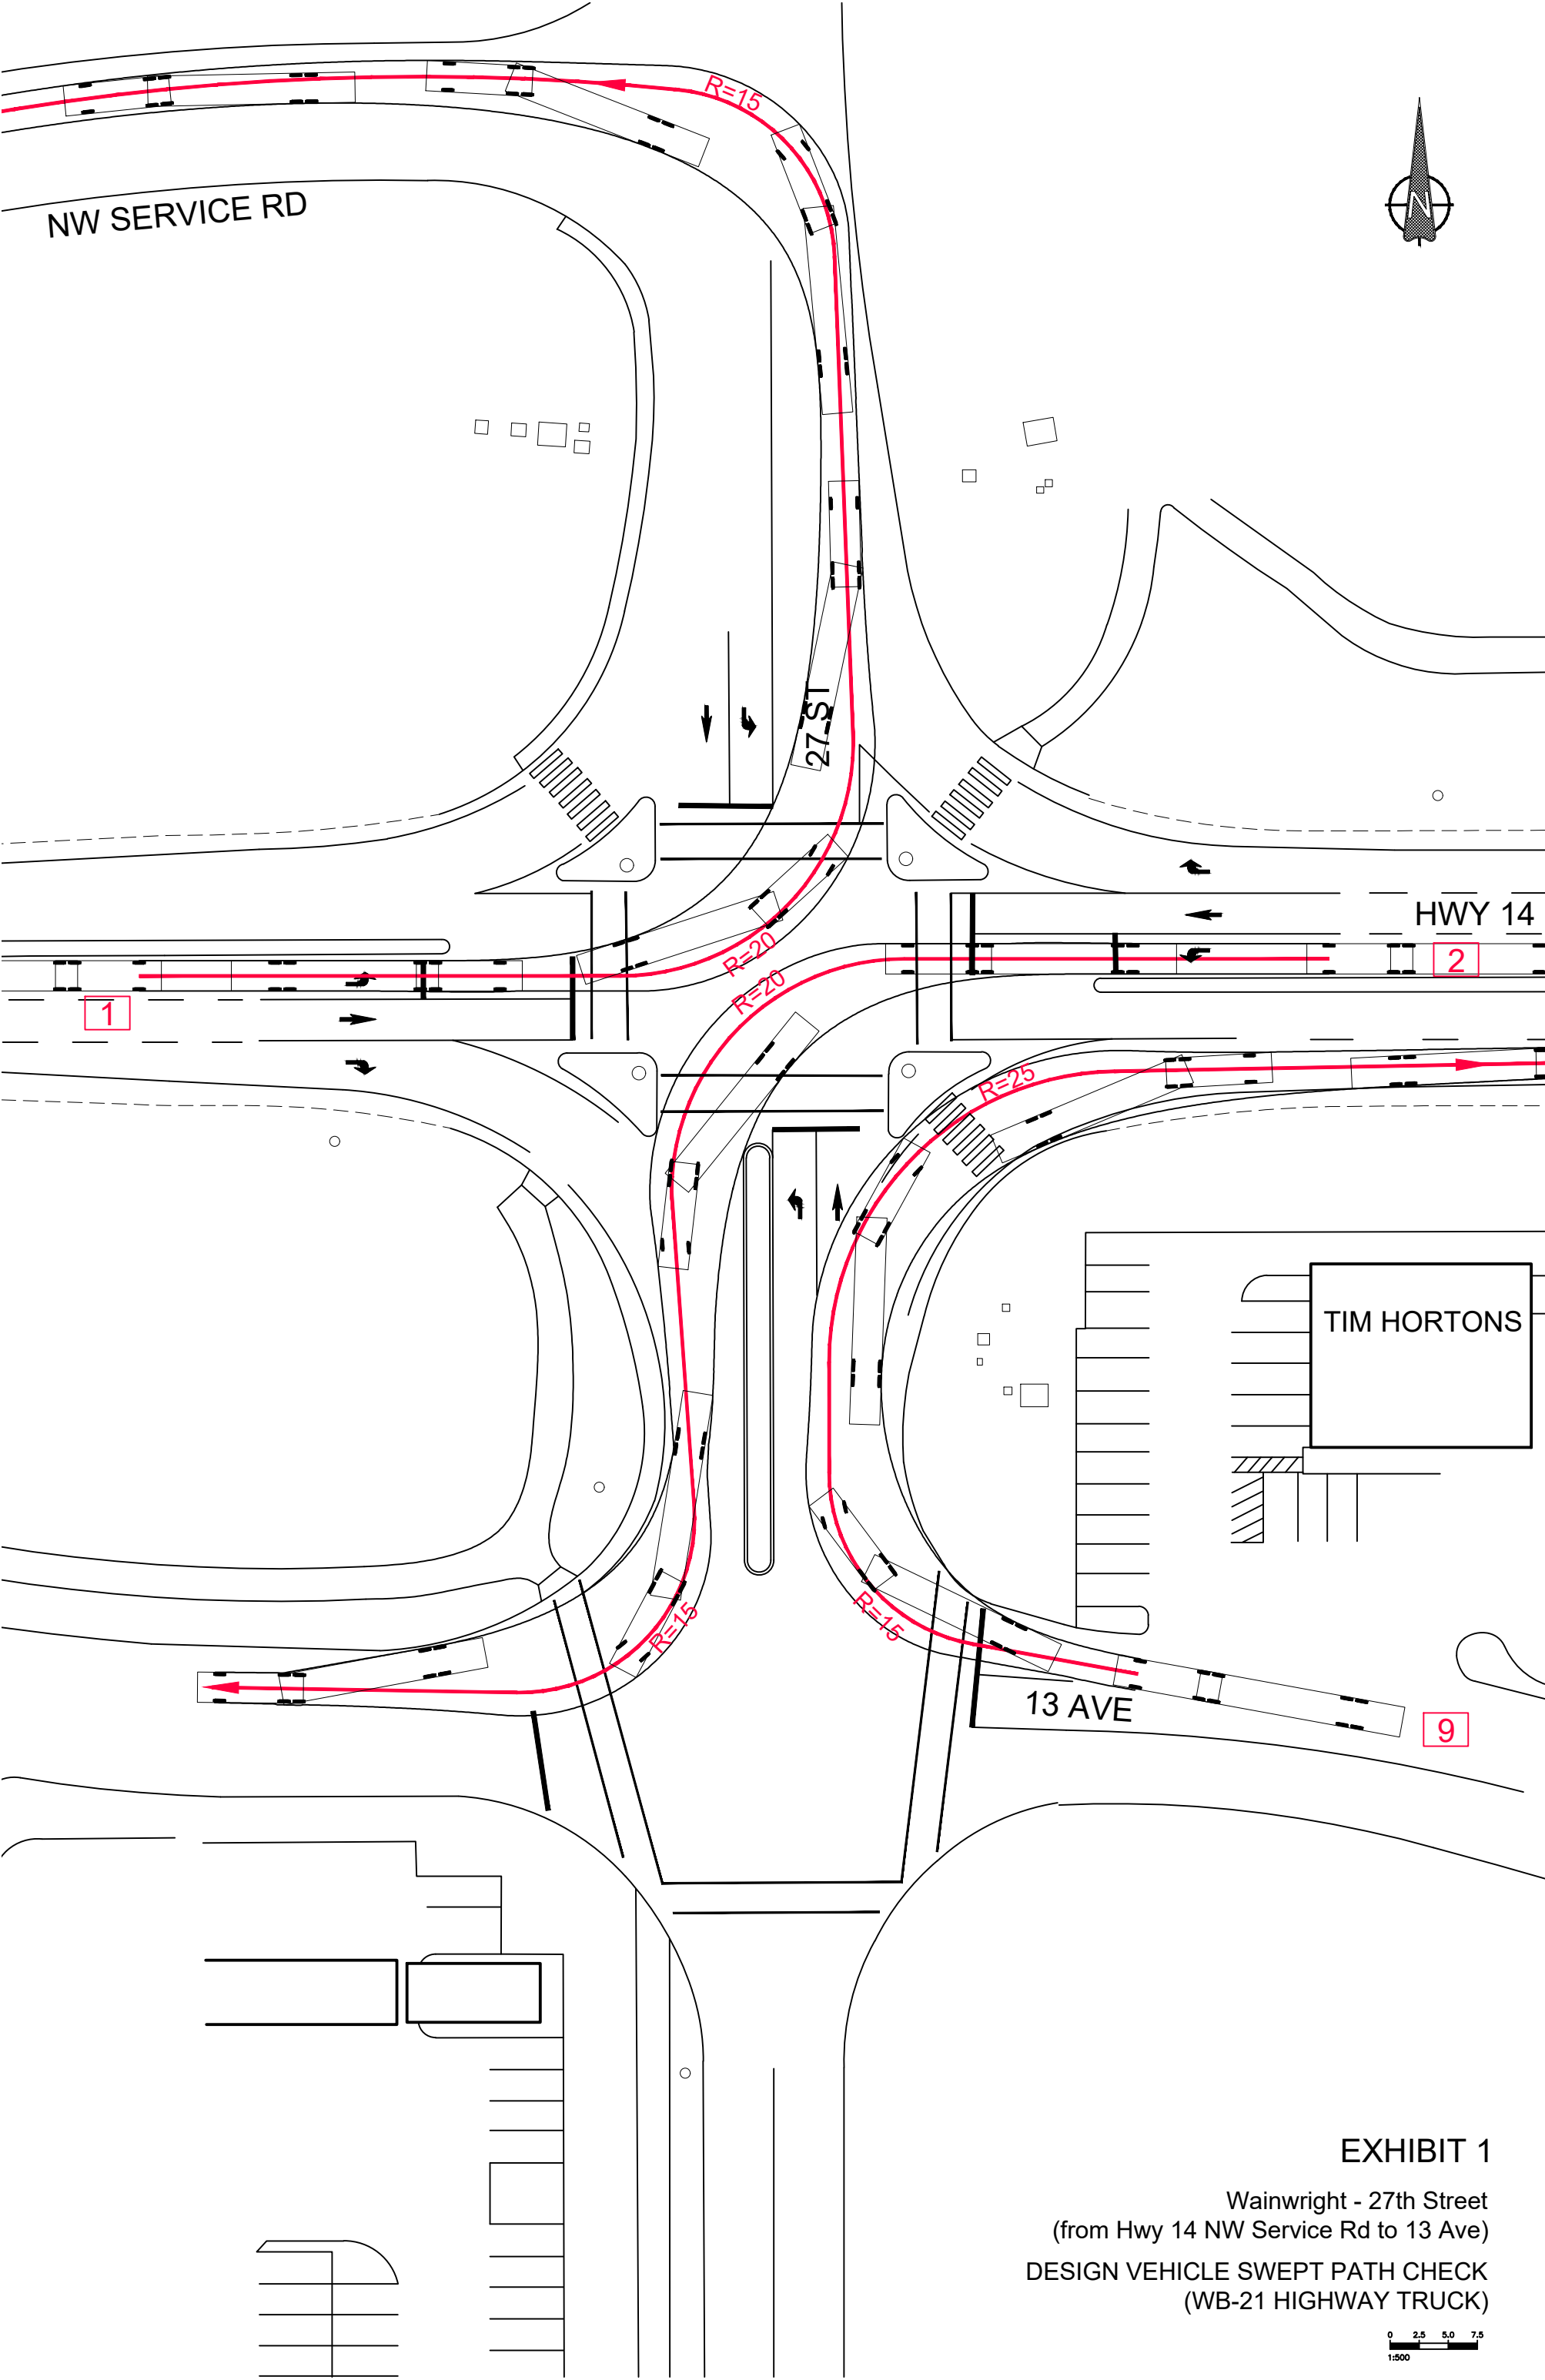 R=15
NW SERVICE RD
N
27 ST
HWY 14
R=20
2
R=20
1
R=25
TIM HORTONS
R=15
R=15
13 AVE
9
EXHIBIT 1
Wainwright - 27th Street
(from Hwy 14 NW Service Rd to 13 Ave)
DESIGN VEHICLE SWEPT PATH CHECK
(WB-21 HIGHWAY TRUCK)
0 2.5 5.0 7.5
1:500